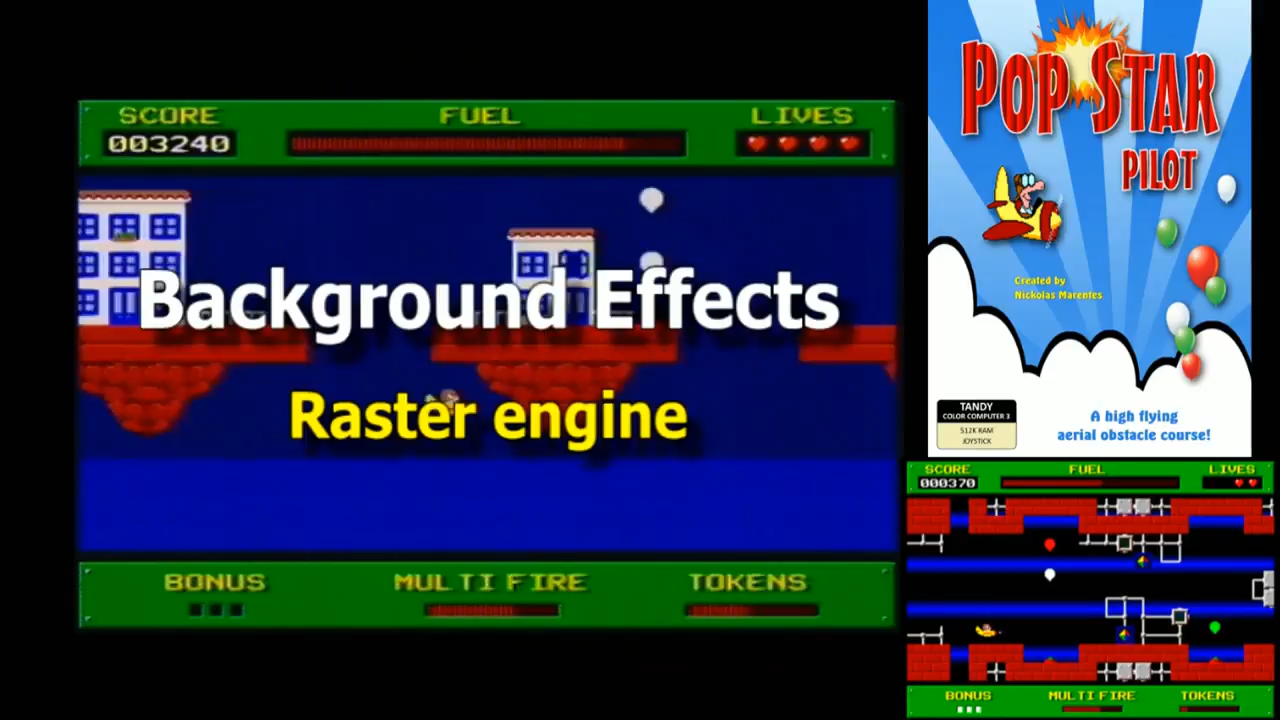 SCORE
FUEL
LIVES
003240
Background Effects
Raster engine
BONUS
MULTI FIRE
TOKENS
POP STAR
PILOT
Created by
Nickolas Marentes
TANDY
COLOR COMPUTER 3
512K RAM
JOYSTICK
A high flying
aerial obstacle course!
SCORE
FUEL
LIVES
000370
BONUS
MULTI FIRE
TOKENS